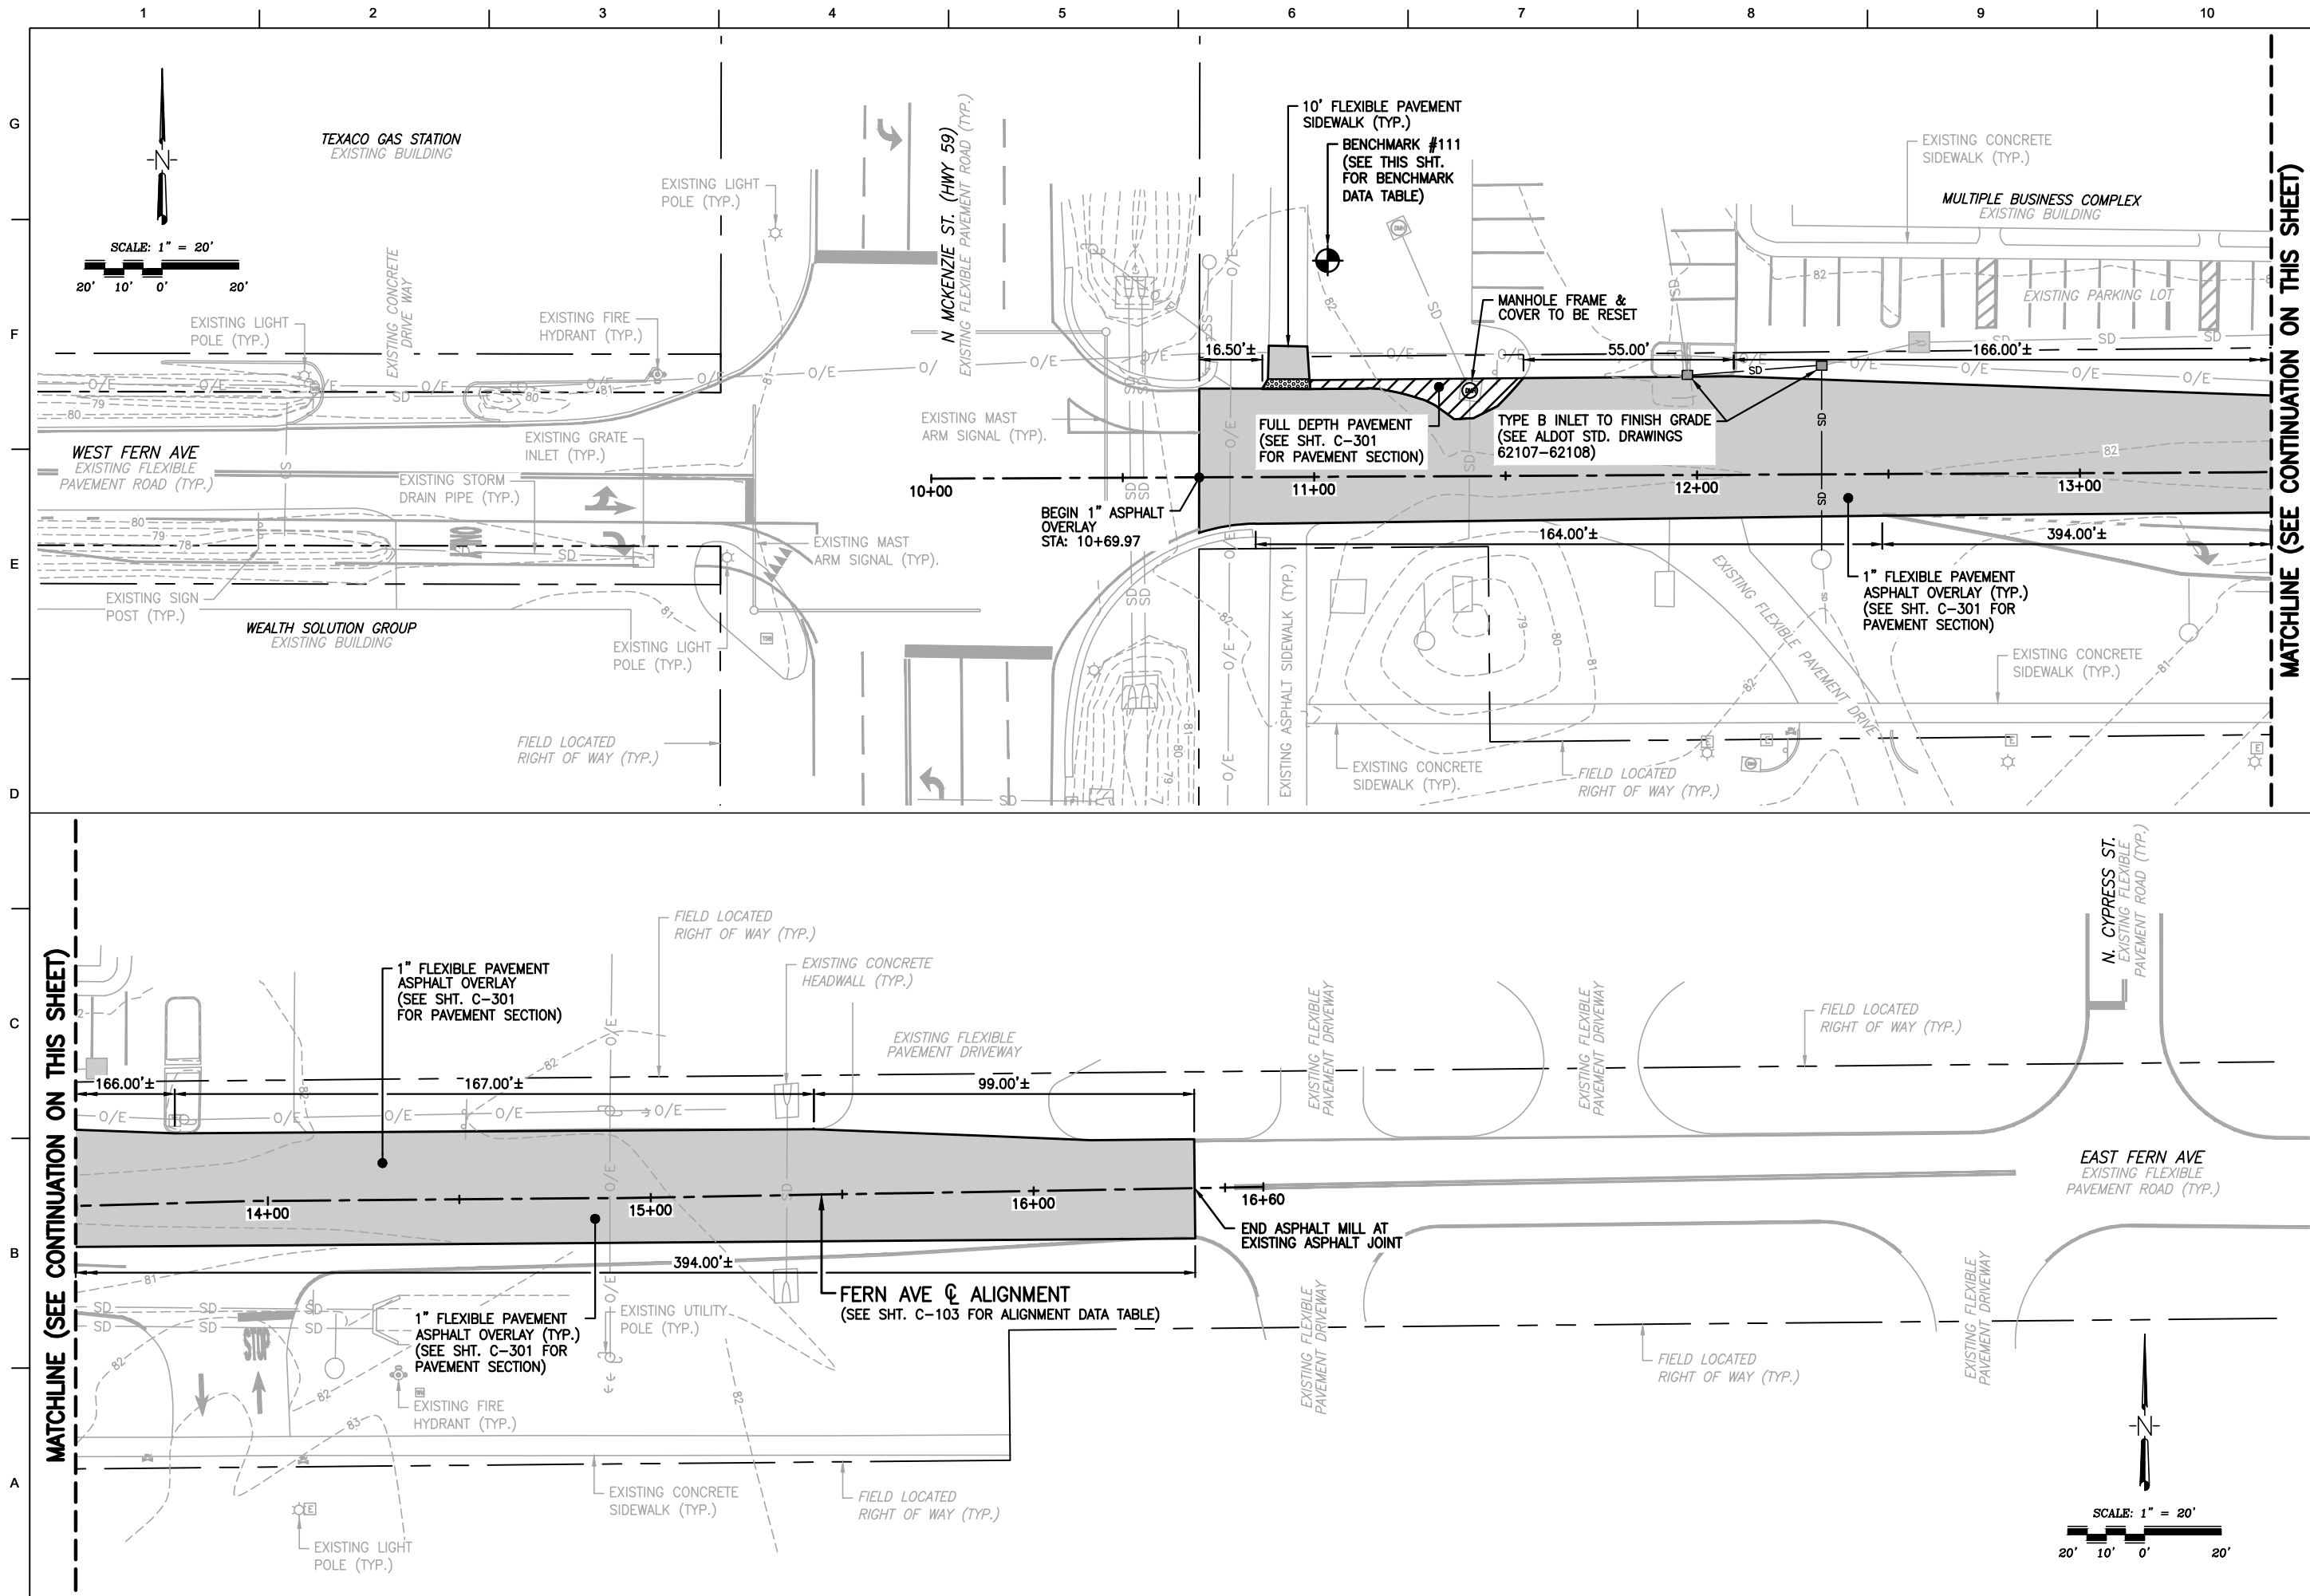 1 2 3 4 5 6 7 8 9 10
G
F
E
D
C
B
A
N
SCALE: 1" = 20'
20' 10' 0' 20'
TEXACO GAS STATION
EXISTING BUILDING
EXISTING LIGHT
POLE (TYP.)
EXISTING CONCRETE
DRIVE WAY
EXISTING LIGHT
POLE (TYP.)
EXISTING FIRE
HYDRANT (TYP.)
N MCKENZIE ST. (HWY 59)
EXISTING FLEXIBLE PAVEMENT ROAD (TYP.)
10' FLEXIBLE PAVEMENT
SIDEWALK (TYP.)
BENCHMARK #111
(SEE THIS SHT.
FOR BENCHMARK
DATA TABLE)
EXISTING CONCRETE
SIDEWALK (TYP.)
MULTIPLE BUSINESS COMPLEX
EXISTING BUILDING
EXISTING PARKING LOT
MANHOLE FRAME &
COVER TO BE RESET
16.50'±
55.00'
166.00'±
WEST FERN AVE
EXISTING FLEXIBLE
PAVEMENT ROAD (TYP.)
EXISTING GRATE
INLET (TYP.)
EXISTING STORM
DRAIN PIPE (TYP.)
EXISTING MAST
ARM SIGNAL (TYP).
FULL DEPTH PAVEMENT
(SEE SHT. C-301
FOR PAVEMENT SECTION)
TYPE B INLET TO FINISH GRADE
(SEE ALDOT STD. DRAWINGS
62107-62108)
10+00
11+00
12+00
13+00
BEGIN 1" ASPHALT
OVERLAY
STA: 10+69.97
EXISTING MAST
ARM SIGNAL (TYP).
164.00'±
394.00'±
1" FLEXIBLE PAVEMENT
ASPHALT OVERLAY (TYP.)
(SEE SHT. C-301 FOR
PAVEMENT SECTION)
EXISTING SIGN
POST (TYP.)
WEALTH SOLUTION GROUP
EXISTING BUILDING
EXISTING LIGHT
POLE (TYP.)
EXISTING ASPHALT SIDEWALK (TYP.)
EXISTING FLEXIBLE PAVEMENT DRIVE
EXISTING CONCRETE
SIDEWALK (TYP.)
FIELD LOCATED
RIGHT OF WAY (TYP.)
EXISTING CONCRETE
SIDEWALK (TYP).
FIELD LOCATED
RIGHT OF WAY (TYP.)
MATCHLINE (SEE CONTINUATION ON THIS SHEET)
MATCHLINE (SEE CONTINUATION ON THIS SHEET)
1" FLEXIBLE PAVEMENT
ASPHALT OVERLAY
(SEE SHT. C-301
FOR PAVEMENT SECTION)
FIELD LOCATED
RIGHT OF WAY (TYP.)
EXISTING CONCRETE
HEADWALL (TYP.)
EXISTING FLEXIBLE
PAVEMENT DRIVEWAY
EXISTING FLEXIBLE
PAVEMENT DRIVEWAY
EXISTING FLEXIBLE
PAVEMENT DRIVEWAY
FIELD LOCATED
RIGHT OF WAY (TYP.)
N. CYPRESS ST.
EXISTING FLEXIBLE
PAVEMENT ROAD (TYP.)
166.00'±
167.00'±
99.00'±
14+00
15+00
16+00
16+60
END ASPHALT MILL AT
EXISTING ASPHALT JOINT
EAST FERN AVE
EXISTING FLEXIBLE
PAVEMENT ROAD (TYP.)
394.00'±
FERN AVE ℄ ALIGNMENT
(SEE SHT. C-103 FOR ALIGNMENT DATA TABLE)
1" FLEXIBLE PAVEMENT
ASPHALT OVERLAY (TYP.)
(SEE SHT. C-301 FOR
PAVEMENT SECTION)
EXISTING UTILITY
POLE (TYP.)
STOP
EXISTING FIRE
HYDRANT (TYP.)
EXISTING FLEXIBLE
PAVEMENT DRIVEWAY
EXISTING FLEXIBLE
PAVEMENT DRIVEWAY
FIELD LOCATED
RIGHT OF WAY (TYP.)
EXISTING CONCRETE
SIDEWALK (TYP.)
FIELD LOCATED
RIGHT OF WAY (TYP.)
EXISTING LIGHT
POLE (TYP.)
N
SCALE: 1" = 20'
20' 10' 0' 20'